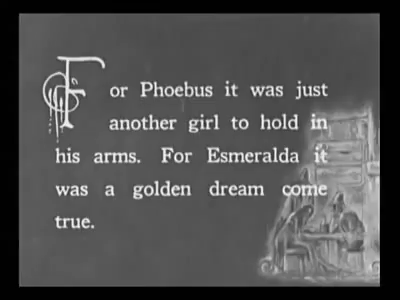 For Phoebus it was just
another girl to hold in
his arms. For Esmeralda it
was a golden dream come
true.